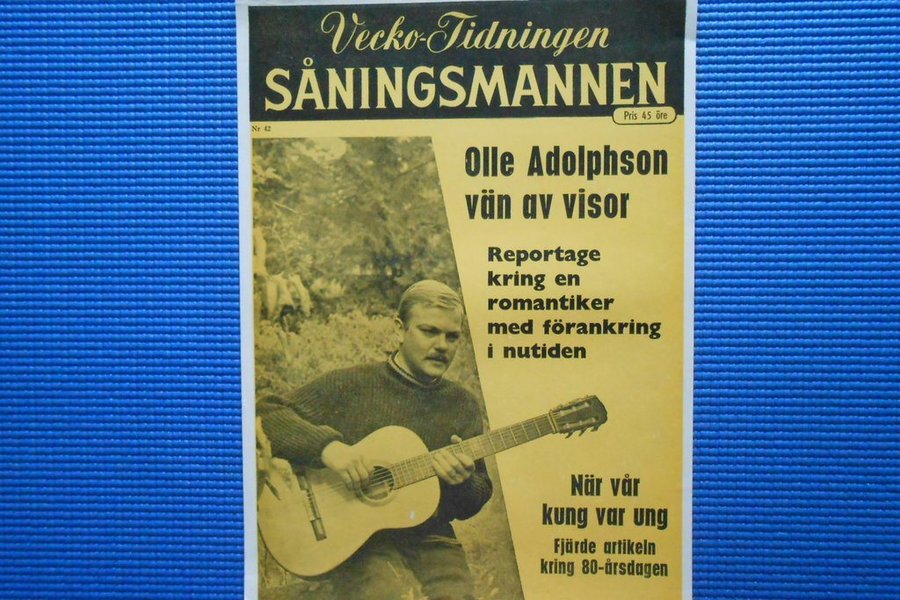 Vecko-Tidningen
SÅNINGSMANNEN
Pris 45 öre
Nr 42
Olle Adolphson
vän av visor
Reportage
kring en
romantiker
med förankring
i nutiden
När vår
kung var ung
Fjärde artikeln
kring 80-årsdagen